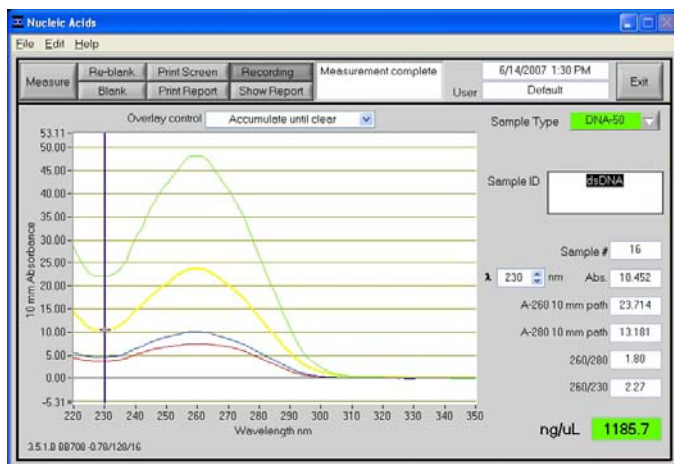 Nucleic Acids
File Edit Help
Measure Re-blank Print Screen Recording Measurement complete 6/14/2007 1:30 PM Exit
Blank Print Report Show Report User Default
Overlay control Accumulate until clear Sample Type DNA-50
53.11
50.00
45.00
40.00
35.00
30.00
25.00
20.00
15.00
10.00
5.00
0.00
-5.31
10 mm Absorbance
220 230 240 250 260 270 280 290 300 310 320 330 340 350
Wavelength nm
Sample ID dsDNA
Sample # 16
λ 230 nm Abs. 10.452
A-260 10 mm path 23.714
A-280 10 mm path 13.181
260/280 1.80
260/230 2.27
ng/uL 1185.7
3.5.1.B BB708 -0.78/128/16